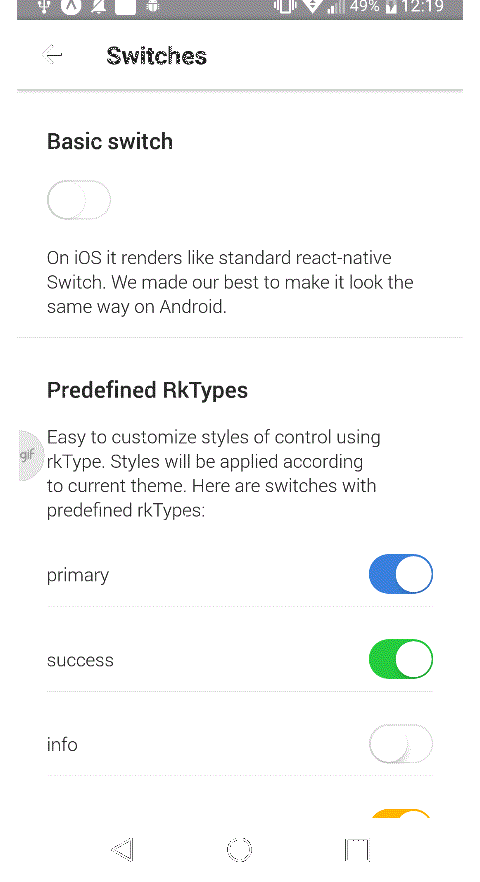 49% 12:19
Switches
Basic switch
On iOS it renders like standard react-native
Switch. We made our best to make it look the
same way on Android.
Predefined RkTypes
gif
Easy to customize styles of control using
rkType. Styles will be applied according
to current theme. Here are switches with
predefined rkTypes:
primary
success
info